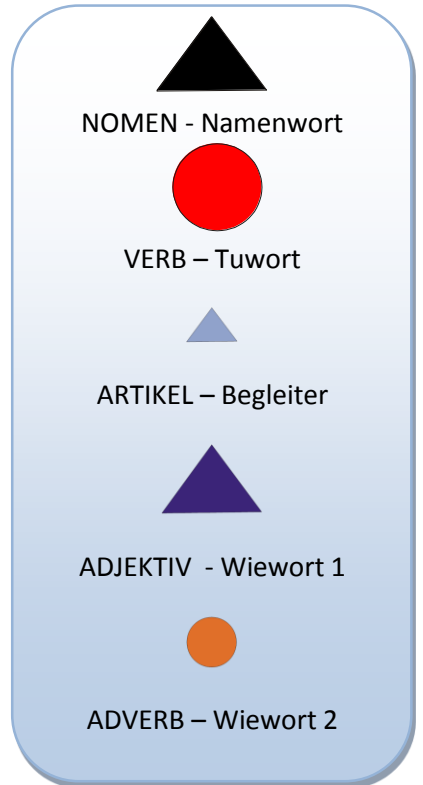 NOMEN - Namenwort
VERB – Tuwort
ARTIKEL – Begleiter
ADJEKTIV - Wiewort 1
ADVERB – Wiewort 2